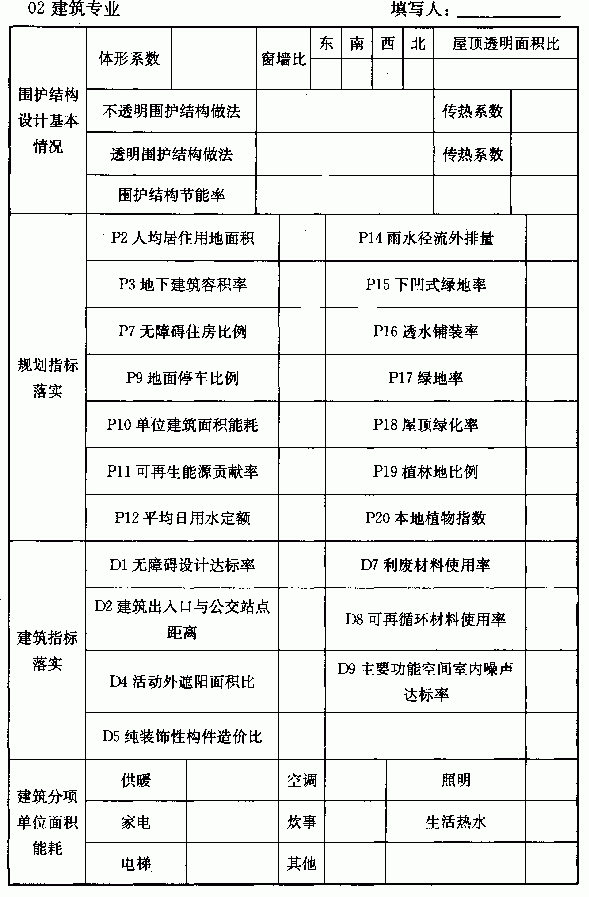 02 建筑专业 填写人：
围护结构
设计基本
情况
体形系数 窗墙比 东 南 西 北 屋顶透明面积比
不透明围护结构做法 传热系数
透明围护结构做法 传热系数
围护结构节能率
规划指标
落实
P2 人均居住用地面积 P14 雨水径流外排量
P3 地下建筑容积率 P15 下凹式绿地率
P7 无障碍住房比例 P16 透水铺装率
P9 地面停车比例 P17 绿地率
P10 单位建筑面积能耗 P18 屋顶绿化率
P11 可再生能源贡献率 P19 植林地比例
P12 平均日用水定额 P20 本地植物指数
建筑指标
落实
D1 无障碍设计达标率 D7 利废材料使用率
D2 建筑出入口与公交站点
距离
D8 可再循环材料使用率
D4 活动外遮阳面积比
D9 主要功能空间室内噪声
达标率
D5 纯装饰性构件造价比
建筑分项
单位面积
能耗
供暖 空调 照明
家电 炊事 生活热水
电梯 其他